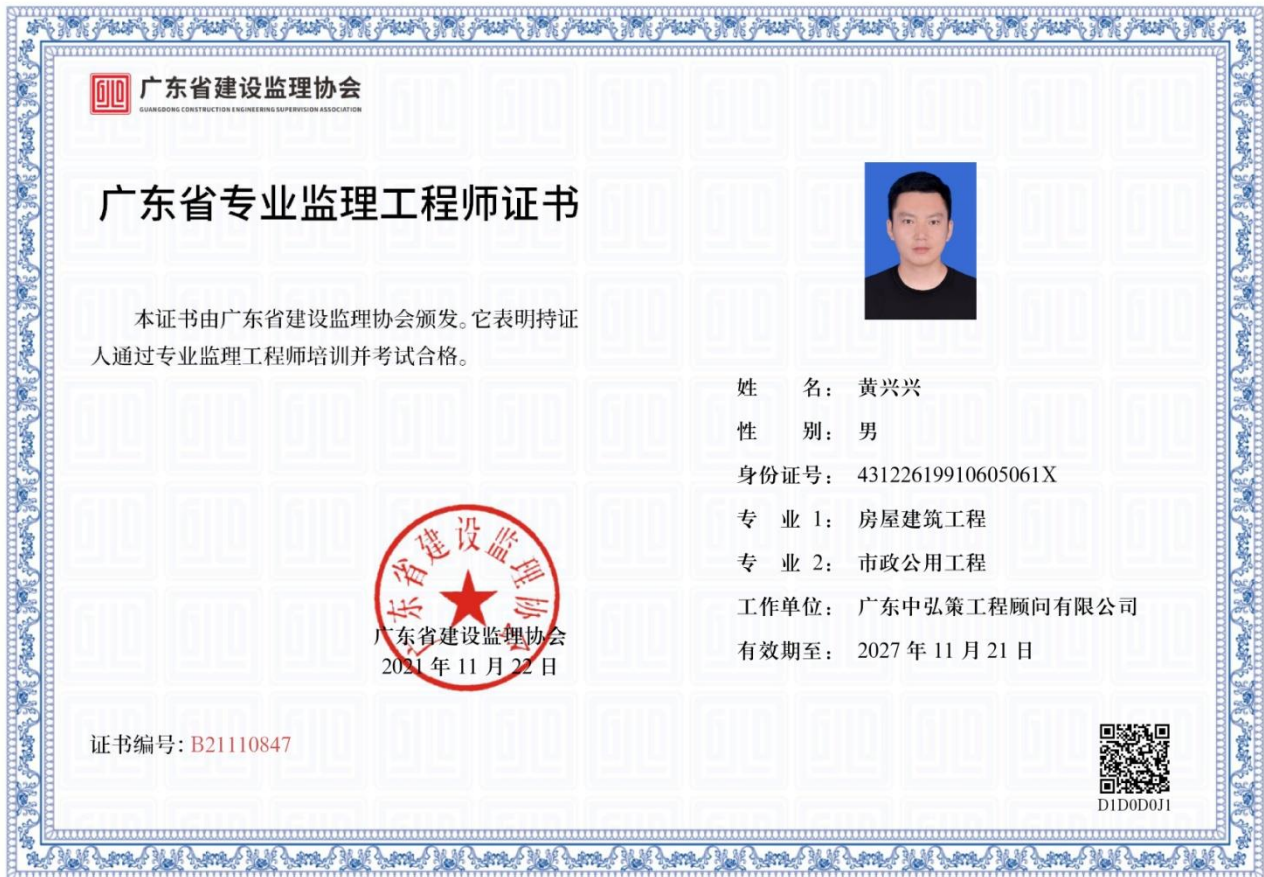 广东省建设监理协会
GUANGDONG CONSTRUCTION ENGINEERING SUPERVISION ASSOCIATION
广东省专业监理工程师证书
本证书由广东省建设监理协会颁发。它表明持证
人通过专业监理工程师培训并考试合格。
姓 名： 黄兴兴
性 别： 男
身份证号： 43122619910605061X
专 业 1： 房屋建筑工程
专 业 2： 市政公用工程
工作单位： 广东中弘策工程顾问有限公司
有效期至： 2027 年 11 月 21 日
广东省建设监理协会
广东省建设监理协会
2021 年 11 月 22 日
证书编号：B21110847
D1D0D0J1